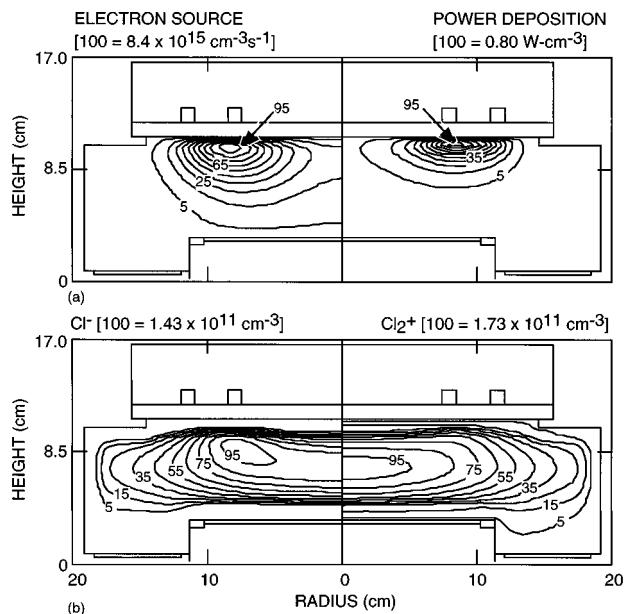 ELECTRON SOURCE
[100 = 8.4 x 10¹⁵ cm⁻³s⁻¹]
POWER DEPOSITION
[100 = 0.80 W-cm⁻³]
17.0
95
95
HEIGHT (cm)
8.5
65
25
5
35
5
0
(a)
Cl⁻ [100 = 1.43 x 10¹¹ cm⁻³]
Cl₂⁺ [100 = 1.73 x 10¹¹ cm⁻³]
17.0
HEIGHT (cm)
8.5
95
75
55
35
15
5
95
75
55
35
15
5
0
20
10
0
10
20
(b)
RADIUS (cm)